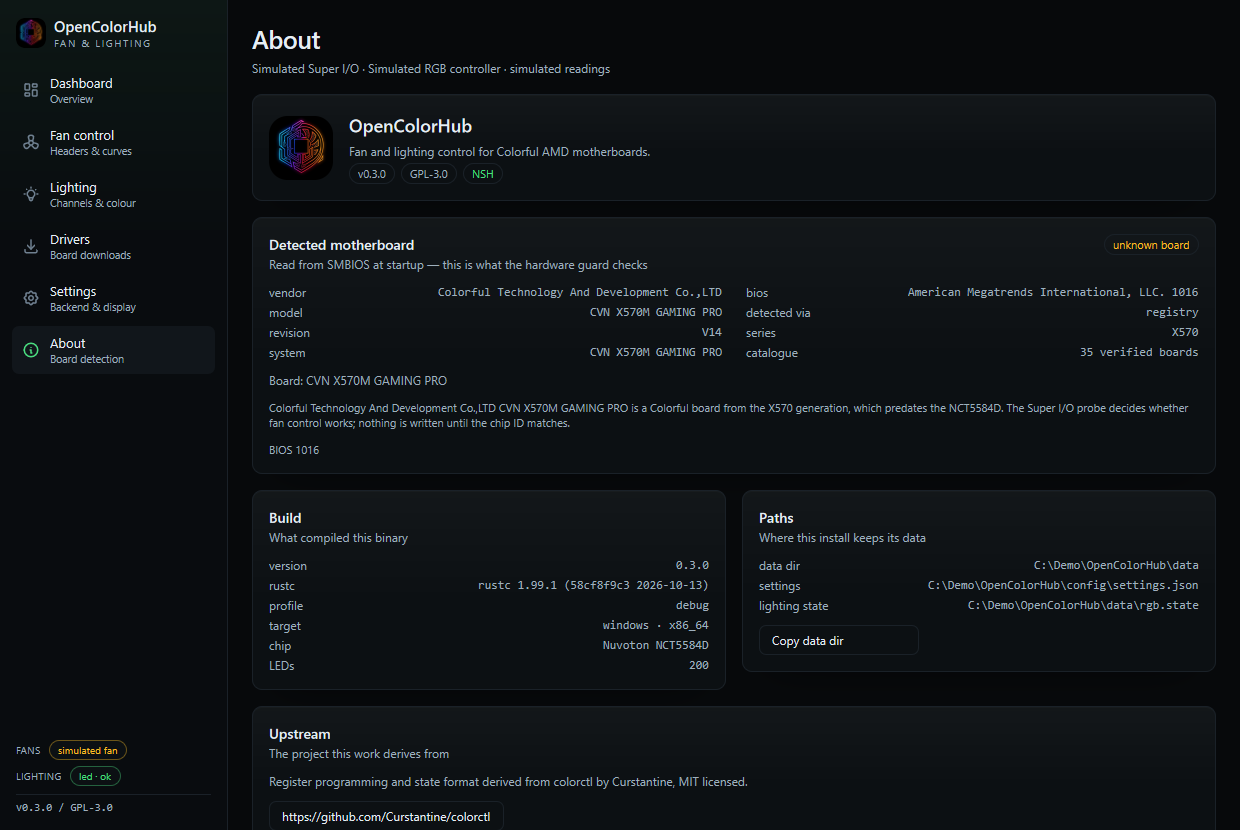 OpenColorHub
FAN & LIGHTING
Dashboard
Overview
Fan control
Headers & curves
Lighting
Channels & colour
Drivers
Board downloads
Settings
Backend & display
About
Board detection
FANS simulated fan
LIGHTING led · ok
v0.3.0 / GPL-3.0
About
Simulated Super I/O · Simulated RGB controller · simulated readings
OpenColorHub
Fan and lighting control for Colorful AMD motherboards.
v0.3.0 GPL-3.0 NSH
Detected motherboard unknown board
Read from SMBIOS at startup — this is what the hardware guard checks
vendor Colorful Technology And Development Co.,LTD bios American Megatrends International, LLC. 1016
model CVN X570M GAMING PRO detected via registry
revision V14 series X570
system CVN X570M GAMING PRO catalogue 35 verified boards
Board: CVN X570M GAMING PRO
Colorful Technology And Development Co.,LTD CVN X570M GAMING PRO is a Colorful board from the X570 generation, which predates the NCT5584D. The Super I/O probe decides whether
fan control works; nothing is written until the chip ID matches.
BIOS 1016
Build
What compiled this binary
version 0.3.0
rustc rustc 1.99.1 (58cf8f9c3 2026-10-13)
profile debug
target windows · x86_64
chip Nuvoton NCT5584D
LEDs 200
Paths
Where this install keeps its data
data dir C:\Demo\OpenColorHub\data
settings C:\Demo\OpenColorHub\config\settings.json
lighting state C:\Demo\OpenColorHub\data\rgb.state
Copy data dir
Upstream
The project this work derives from
Register programming and state format derived from colorctl by Curstantine, MIT licensed.
https://github.com/Curstantine/colorctl